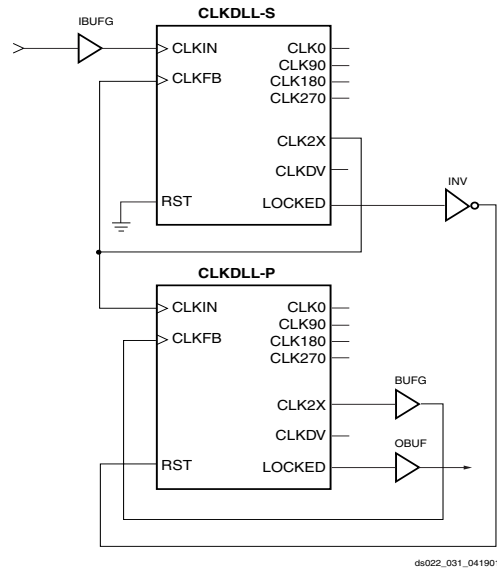 CLKDLL-S
IBUFG
CLKIN
CLKFB
RST
CLK0
CLK90
CLK180
CLK270
CLK2X
CLKDV
LOCKED
INV
CLKDLL-P
CLKIN
CLKFB
RST
CLK0
CLK90
CLK180
CLK270
CLK2X
CLKDV
LOCKED
BUFG
OBUF
ds022_031_041901